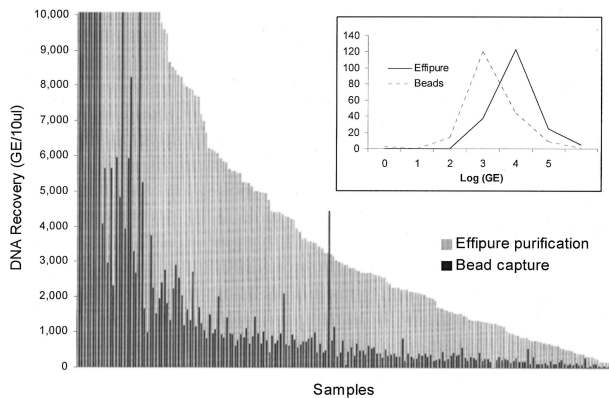 10,000
9,000
8,000
7,000
6,000
5,000
4,000
3,000
2,000
1,000
0
DNA Recovery (GE/10ul)
Samples
Effipure purification
Bead capture
140
120
100
80
60
40
20
0
Effipure
Beads
0 1 2 3 4 5 6
Log (GE)